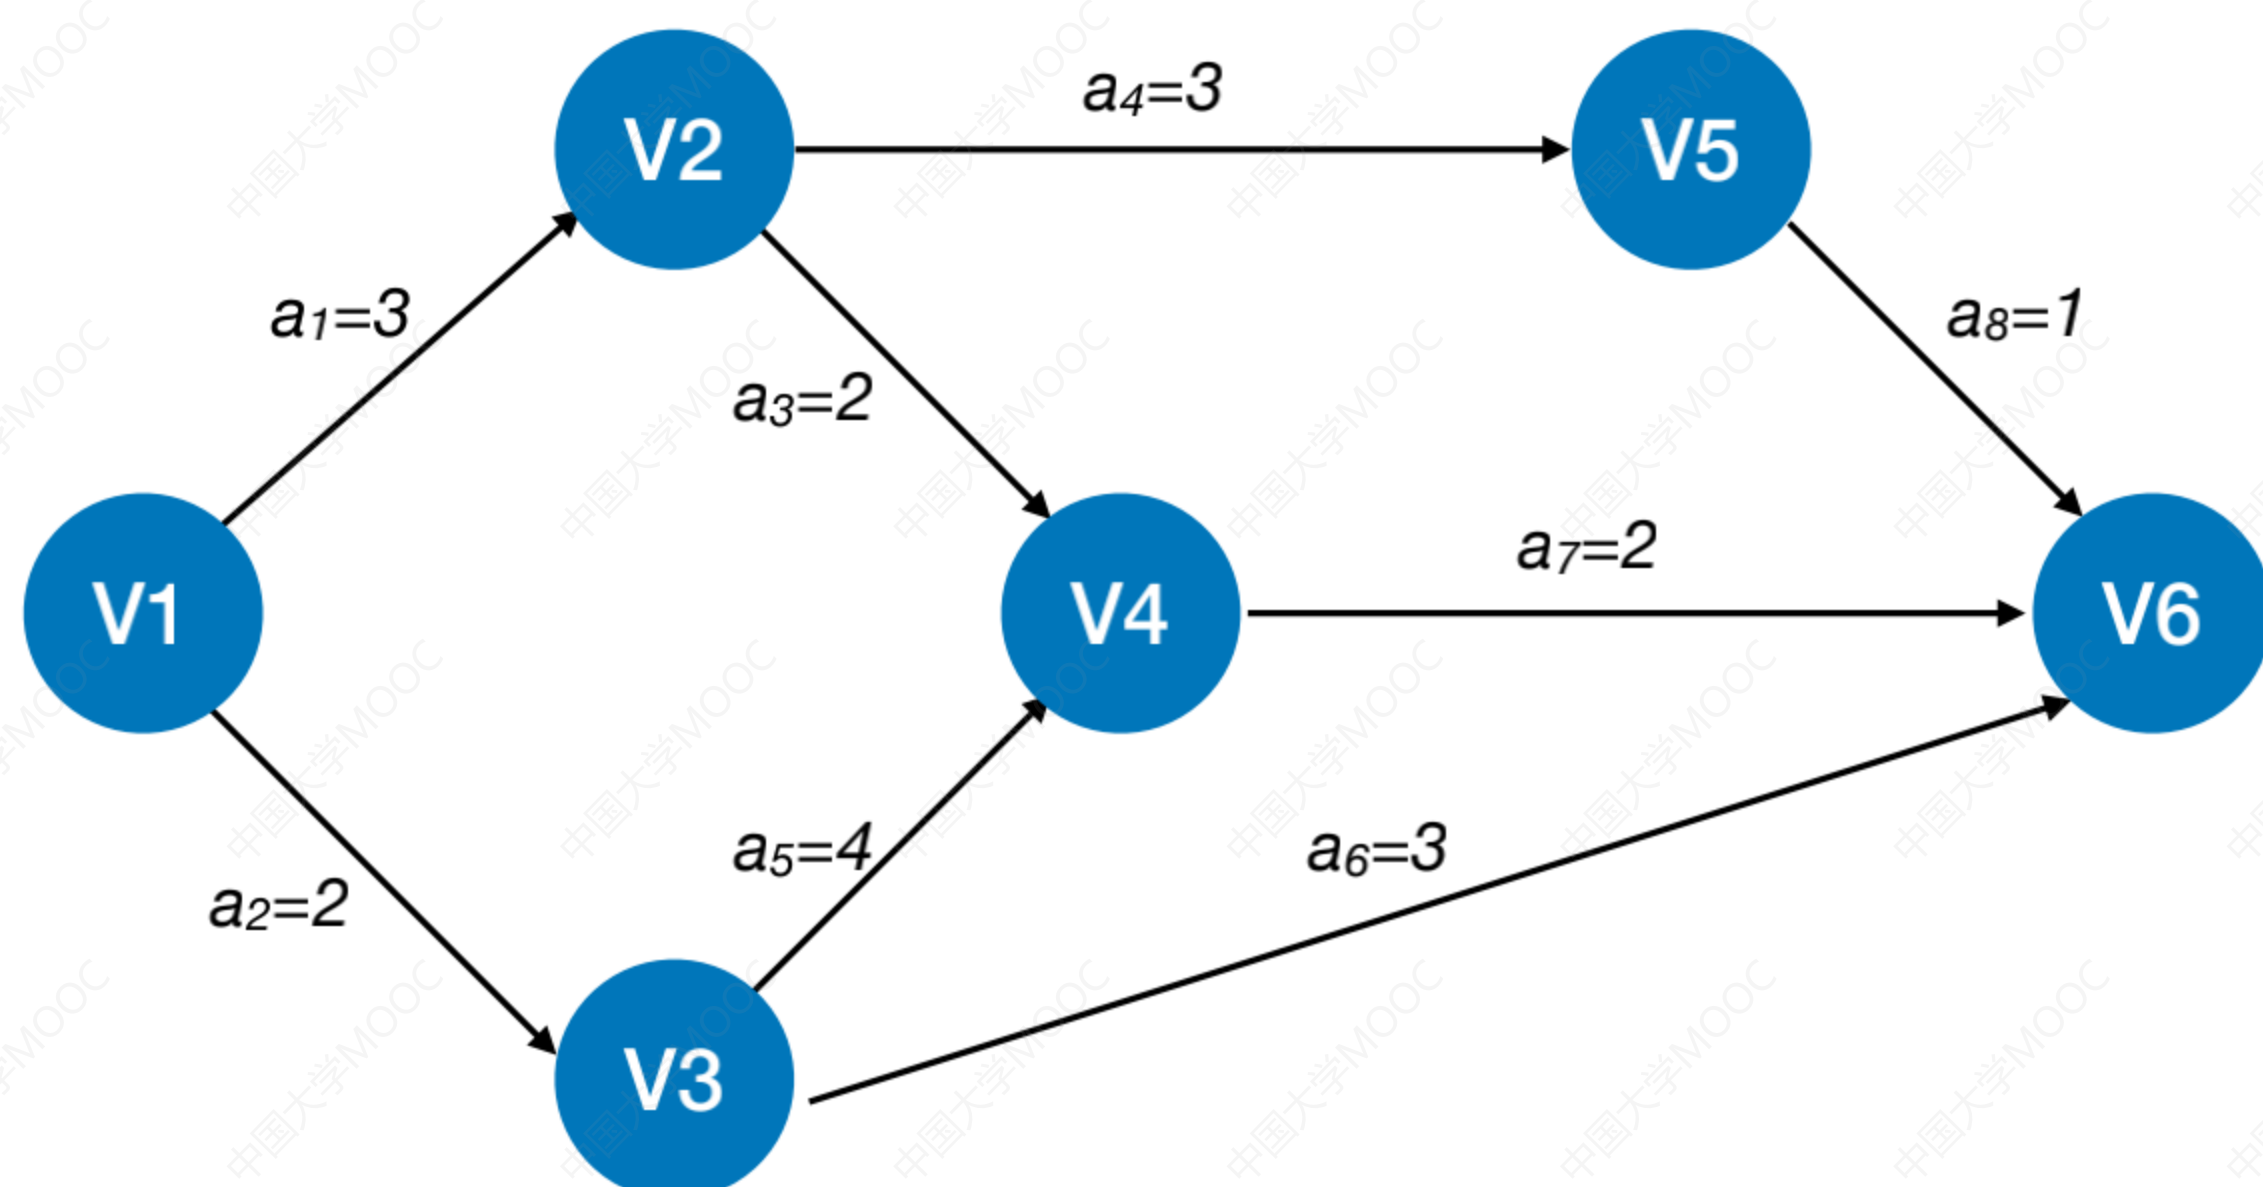 V2
a4=3
V5
a1=3
a3=2
a8=1
V1
V4
a7=2
V6
a2=2
a5=4
a6=3
V3
中国大学MOOC